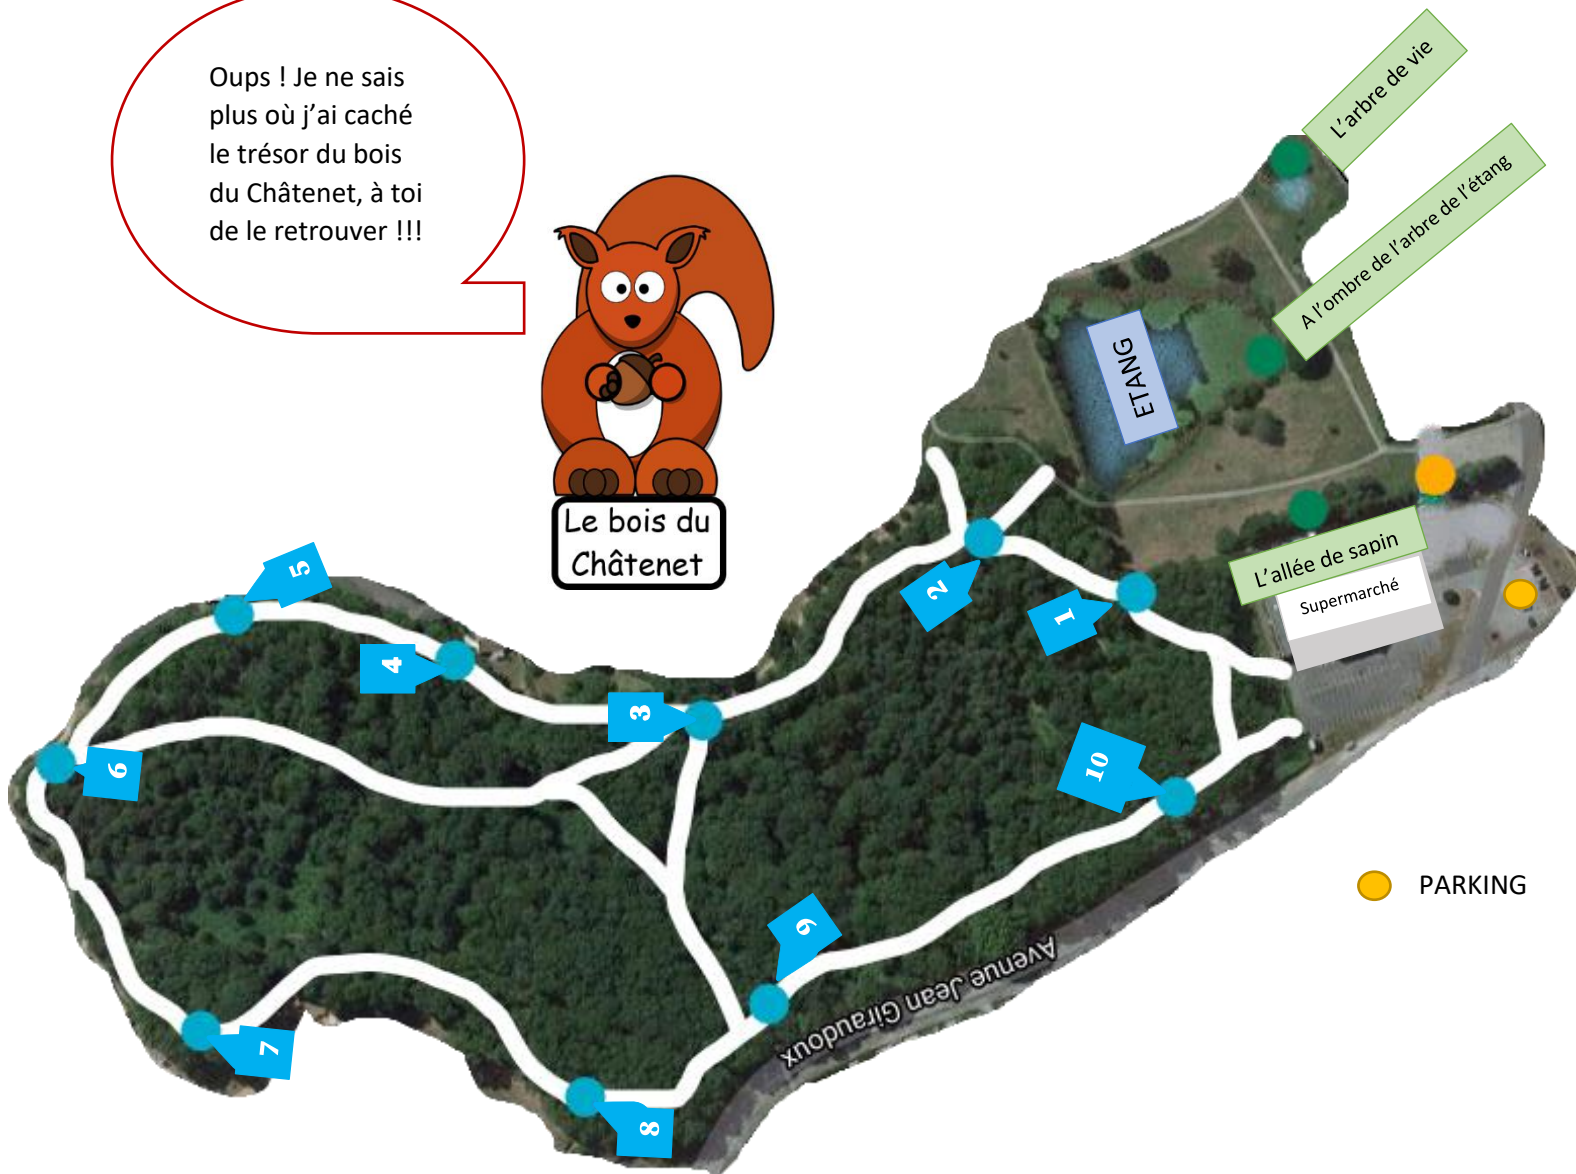 Oups ! Je ne sais
plus où j’ai caché
le trésor du bois
du Châtenet, à toi
de le retrouver !!!
L’arbre de vie
A l’ombre de l’arbre de l’étang
ETANG
Le bois du
Châtenet
L’allée de sapin
Supermarché
5
2
1
4
3
6
10
PARKING
9
Avenue Jean Giraudoux
7
8